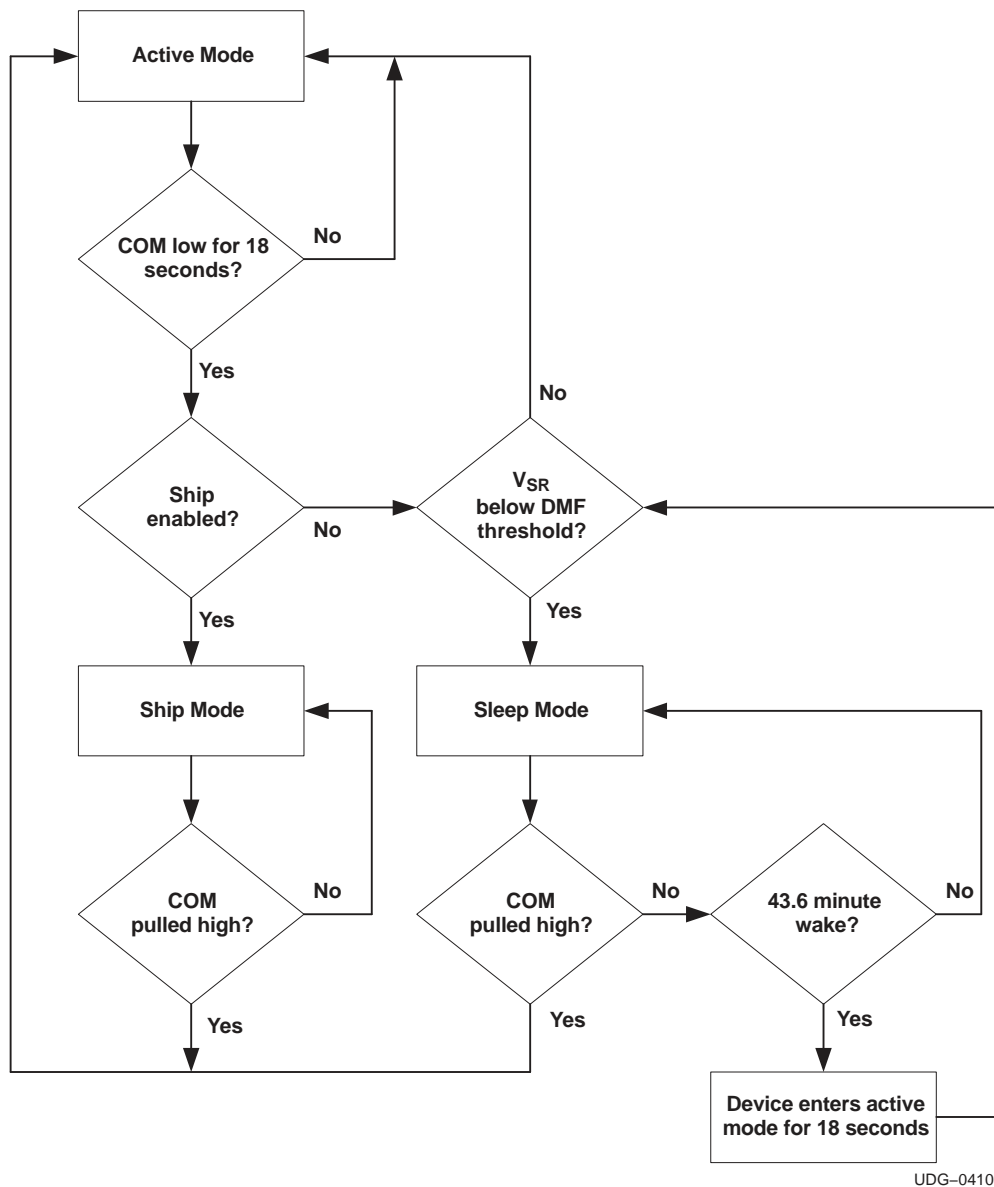 Active Mode
COM low for 18
seconds?
No
Yes
No
Ship
enabled?
No
VSR
below DMF
threshold?
Yes
Yes
Ship Mode
Sleep Mode
COM
pulled high?
No
COM
pulled high?
No
43.6 minute
wake?
No
Yes
Yes
Yes
Device enters active
mode for 18 seconds
UDG–0410